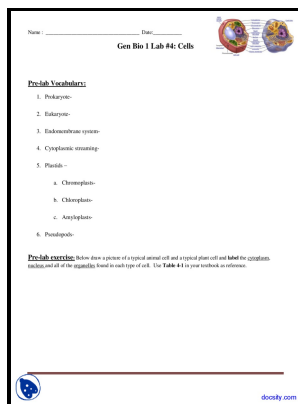 Name : ______________________________ Date:__________
Gen Bio 1 Lab #4: Cells
Pre-lab Vocabulary:
1. Prokaryote-
2. Eukaryote-
3. Endomembrane system-
4. Cytoplasmic streaming-
5. Plastids –
a. Chromoplasts-
b. Chloroplasts-
c. Amyloplasts-
6. Pseudopods-
Pre-lab exercise: Below draw a picture of a typical animal cell and a typical plant cell and label the cytoplasm,
nucleus and all of the organelles found in each type of cell. Use Table 4-1 in your textbook as reference.
docsity.com